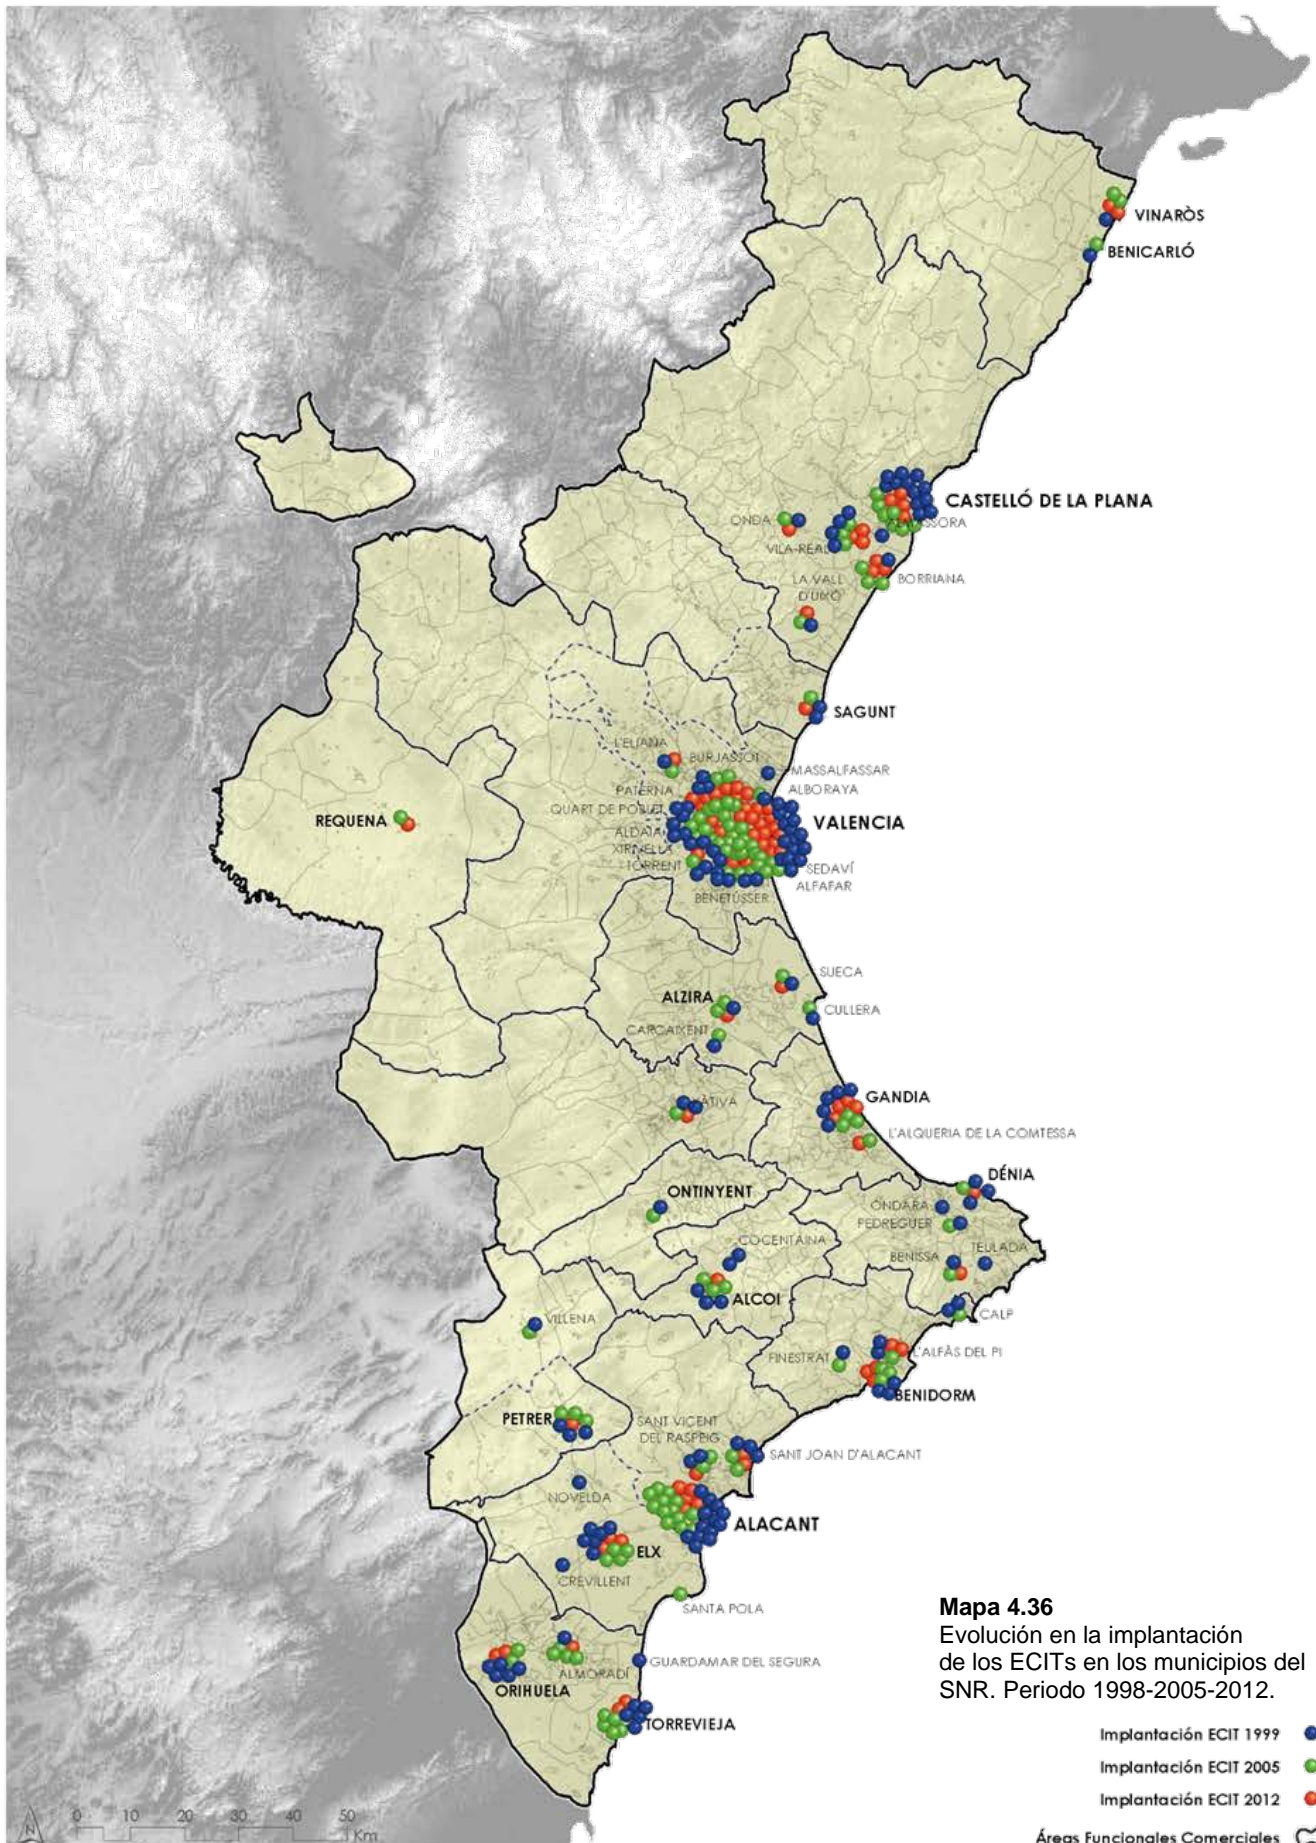 VINARÒS
BENICARLÓ
CASTELLÓ DE LA PLANA
ONDA
VILA-REAL
BORRIANA
LA VALL
D'UIXÓ
SAGUNT
L'ELIANA
BURJASSOT
MASSALFASSAR
PATERNA
ALBORAYA
QUART DE POBLET
VALENCIA
REQUENA
ALDAIA
XIRIVELLA
TORRENT
SEDAVÍ
ALFAFAR
BENETÚSSER
SUECA
ALZIRA
CULLERA
CARCAIXENT
GANDIA
XÀTIVA
L'ALQUERIA DE LA COMTESSA
DÉNIA
ONTINYENT
ONDARA
PEDREGUER
COCENTAINA
TEULADA
BENISSA
ALCOI
CALP
VILLENA
L'ALFÀS DEL PI
FINESTRAT
BENIDORM
PETRER
SANT VICENT
DEL RASPEIG
SANT JOAN D'ALACANT
NOVELDA
ALACANT
ELX
CREVILLENT
SANTA POLA
GUARDAMAR DEL SEGURA
ALMORADÍ
ORIHUELA
TORREVIEJA
Mapa 4.36
Evolución en la implantación
de los ECITs en los municipios del
SNR. Periodo 1998-2005-2012.
Implantación ECIT 1999
Implantación ECIT 2005
Implantación ECIT 2012
Áreas Funcionales Comerciales
N
0 10 20 30 40 50
Km